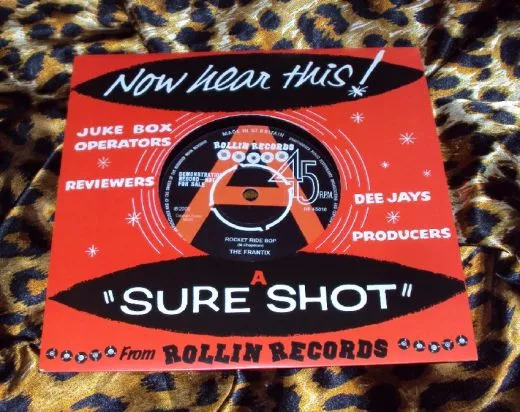 Now hear this!
JUKE BOX
OPERATORS
REVIEWERS
DEE JAYS
PRODUCERS
MADE IN GT BRITAIN
ROLLIN RECORDS
DEMONSTRATION
RECORD - NOT
FOR SALE
45
RPM
ROCKET RIDE BOP
THE FRANTIX
A
"SURE SHOT"
From ROLLIN RECORDS